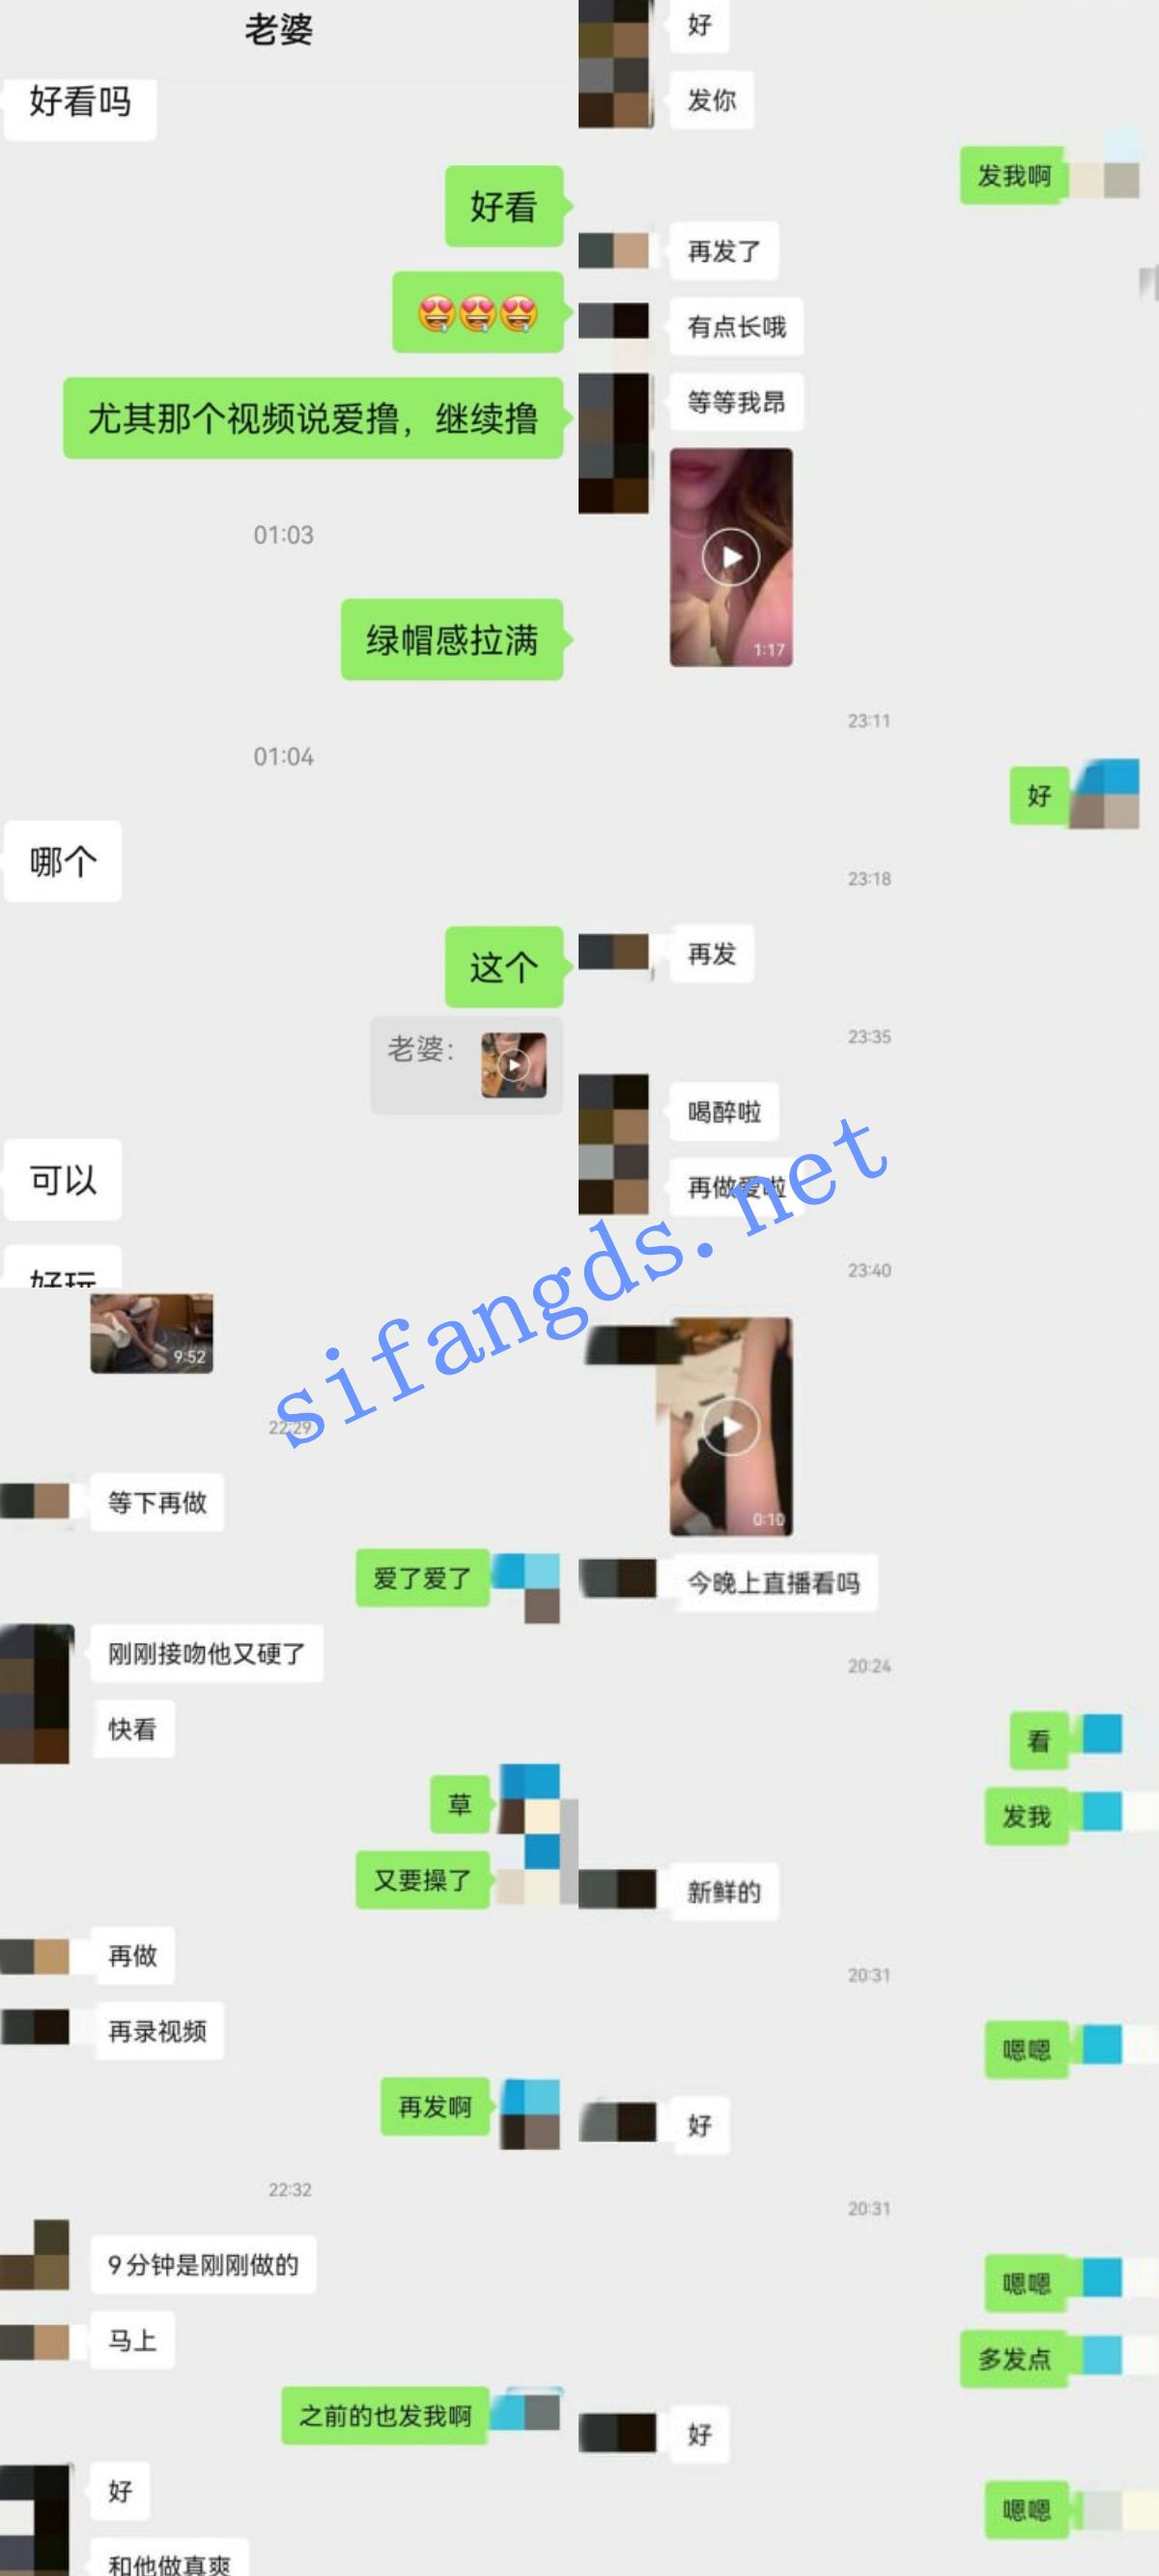 老婆
好看吗
好看
尤其那个视频说爱撸，继续撸
01:03
绿帽感拉满
01:04
哪个
这个
老婆：
可以
好玩
9:52
22:29
等下再做
爱了爱了
刚刚接吻他又硬了
快看
草
又要操了
再做
再录视频
再发啊
22:32
9分钟是刚刚做的
马上
之前的也发我啊
好
和他做真爽
好
发你
发我啊
再发了
有点长哦
等等我昂
1:17
23:11
好
23:18
再发
23:35
喝醉啦
再做爱啦
23:40
0:10
今晚上直播看吗
20:24
看
发我
新鲜的
20:31
嗯嗯
好
20:31
嗯嗯
多发点
好
嗯嗯
sifangds.net